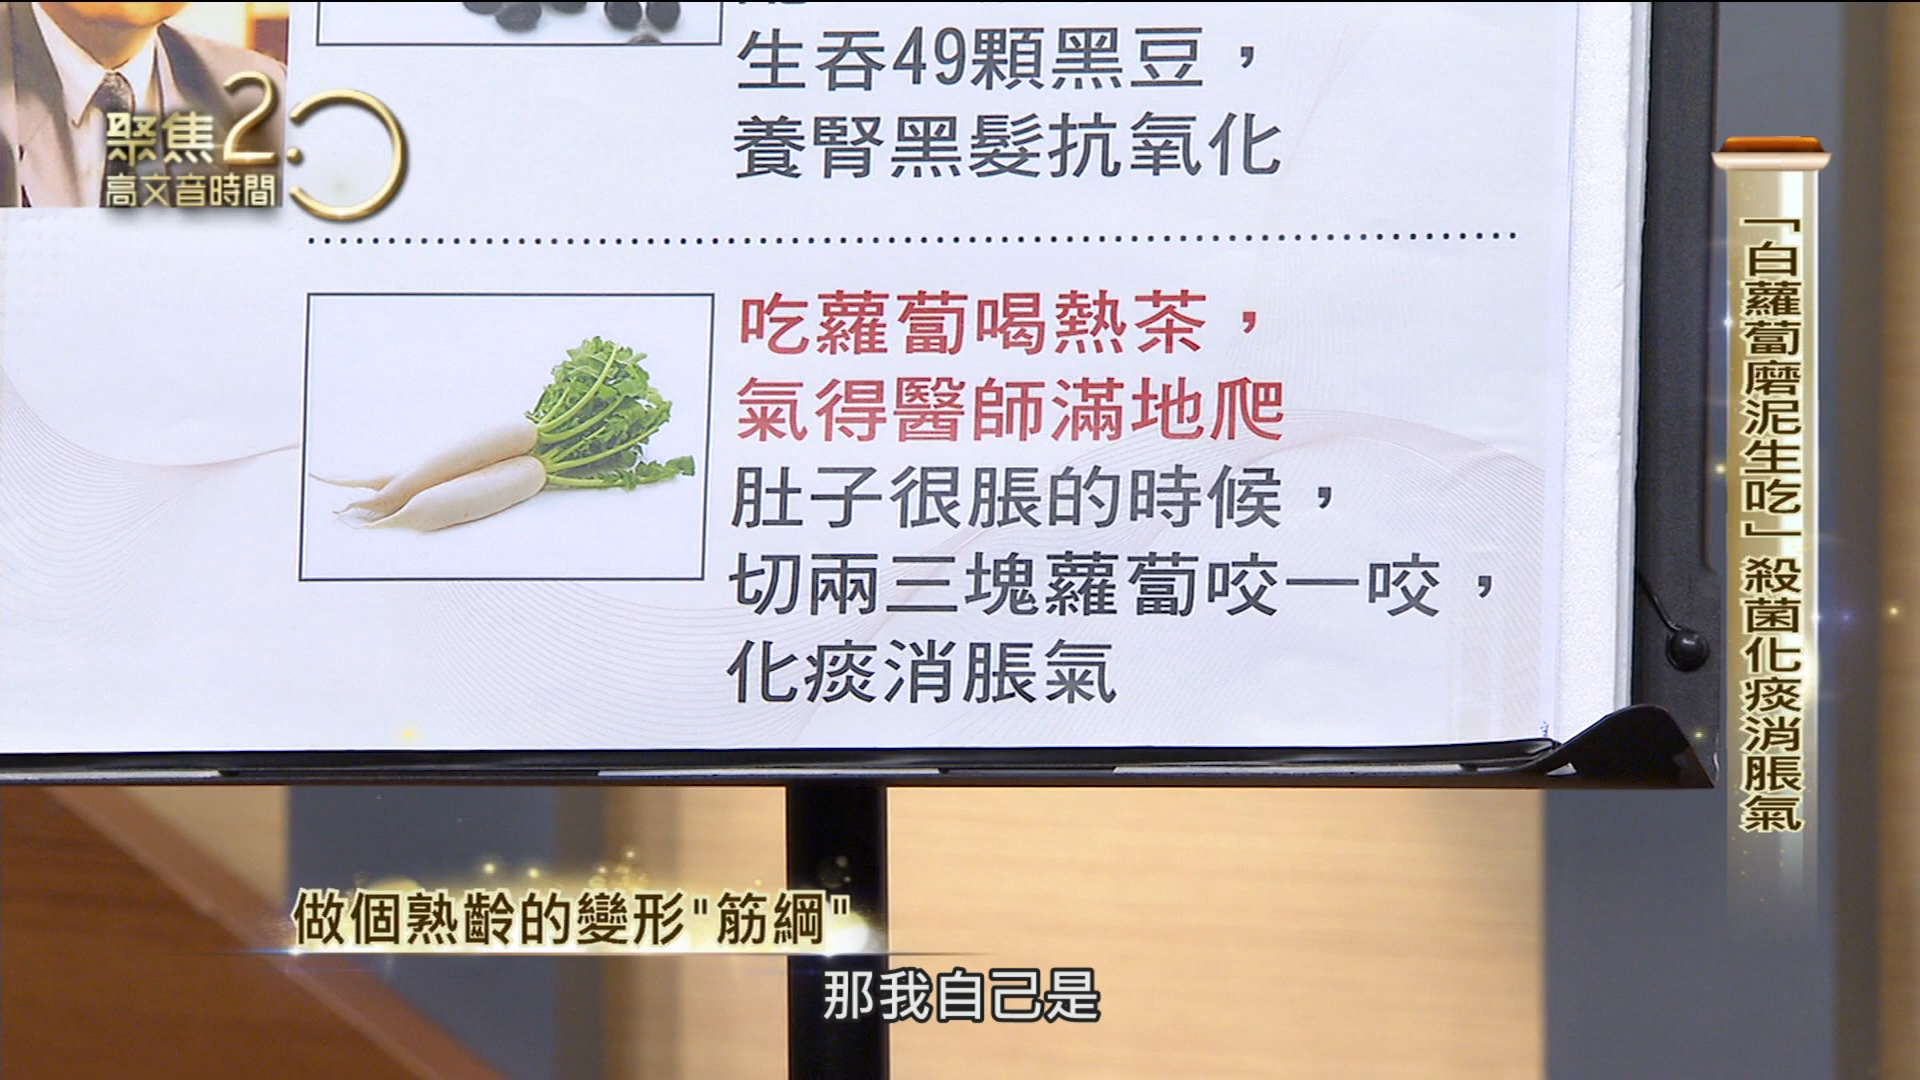 聚焦2.0
高文音時間
生吞49顆黑豆，
養腎黑髮抗氧化
吃蘿蔔喝熱茶，
氣得醫師滿地爬
肚子很脹的時候，
切兩三塊蘿蔔咬一咬，
化痰消脹氣
「白蘿蔔磨泥生吃」殺菌化痰消脹氣
做個熟齡的變形"筋綱"
那我自己是